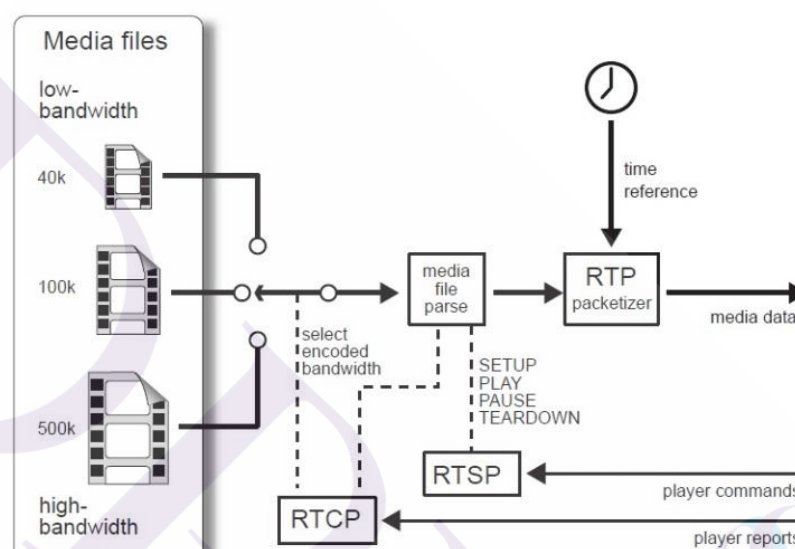 Media files
low-
bandwidth
40k
100k
500k
high-
bandwidth
select
encoded
bandwidth
media
file
parse
time
reference
RTP
packetizer
media data
SETUP
PLAY
PAUSE
TEARDOWN
RTSP
player commands
RTCP
player reports